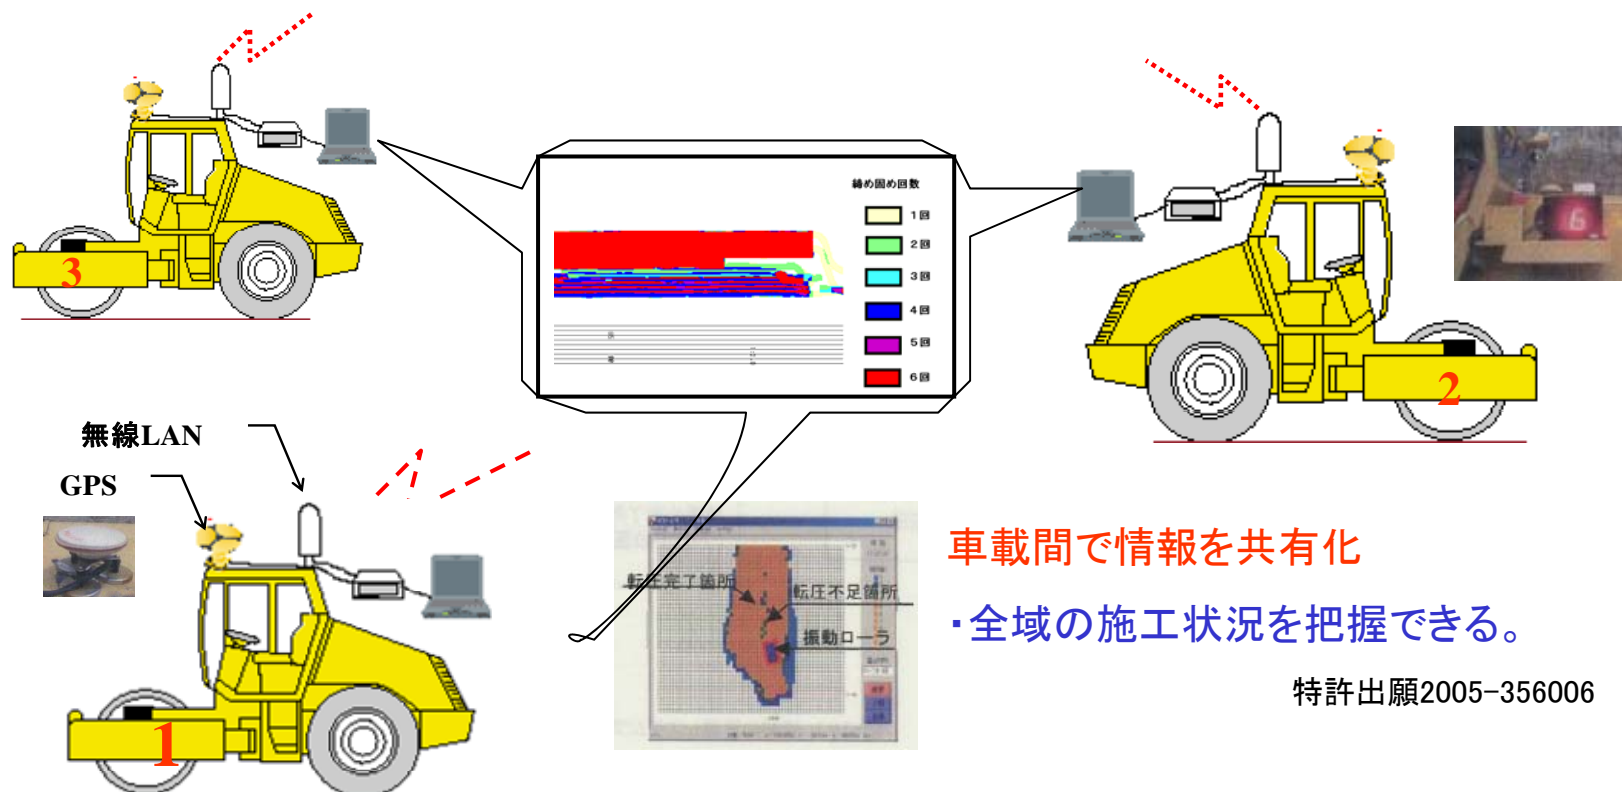 締め固め回数
1回
2回
3回
4回
5回
6回
3
6
2
無線LAN
GPS
1
転圧完了箇所
転圧不足箇所
振動ローラ
車載間で情報を共有化
・全域の施工状況を把握できる。
特許出願2005-356006